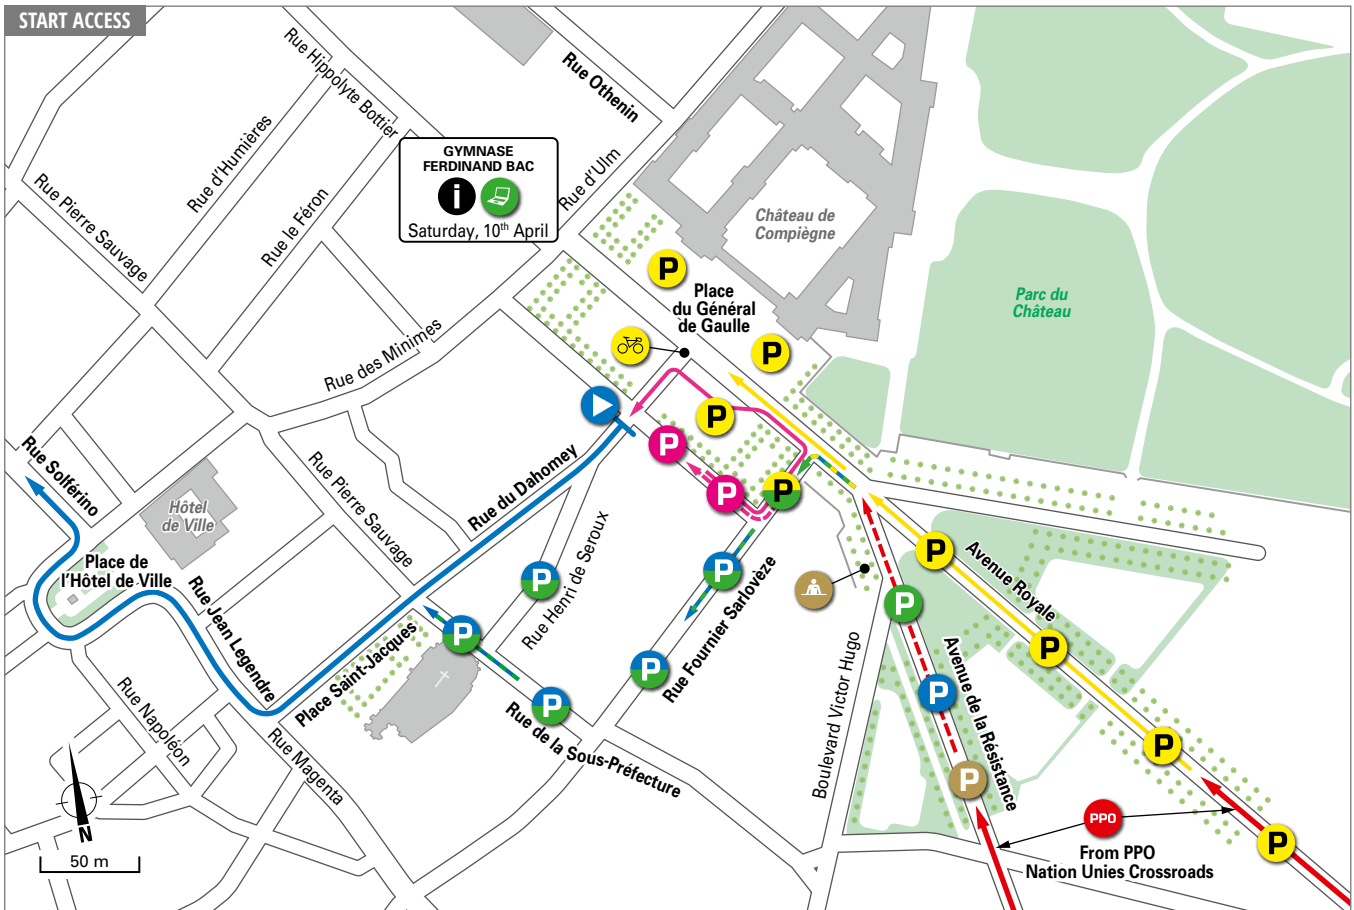 START ACCESS
Rue Hippolyte Bottier
Rue Othenin
Rue d'Humières
GYMNASE
FERDINAND BAC
i
Saturday, 10th April
Rue d'Ulm
Rue Pierre Sauvage
Rue le Féron
Château de
Compiègne
P
Place
du Général
de Gaulle
Parc du
Château
P
Rue des Minimes
P
P
Rue Solférino
Rue Pierre Sauvage
Rue du Dahomey
P
P
Hôtel
de Ville
Rue Henri de Seroux
P
Avenue Royale
Place de
l'Hôtel de Ville
P
P
P
Rue Jean Legendre
Rue Fournier Sarlovèze
P
P
Place Saint-Jacques
P
Boulevard Victor Hugo
Avenue de la Résistance
P
P
Rue de la Sous-Préfecture
Rue Napoléon
Rue Magenta
P
P
N
50 m
PPO
P
From PPO
Nation Unies Crossroads